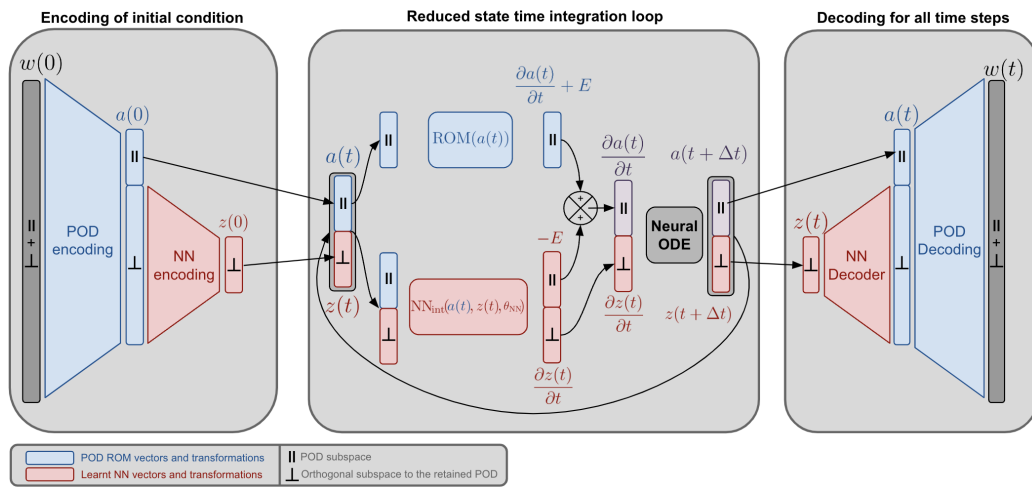 Encoding of initial condition
w(0)
a(0)
||
|| + ⊥
POD
encoding
⊥
NN
encoding
z(0)
⊥
Reduced state time integration loop
a(t)
||
⊥
z(t)
||
ROM(a(t))
∂a(t)/∂t + E
||
||
⊥
NN_int(a(t), z(t), θ_NN)
−E
||
⊥
∂z(t)/∂t
+ +
∂a(t)/∂t
||
⊥
∂z(t)/∂t
Neural
ODE
a(t + Δt)
||
⊥
z(t + Δt)
Decoding for all time steps
z(t)
⊥
NN
Decoder
a(t)
||
⊥
POD
Decoding
w(t)
|| + ⊥
POD ROM vectors and transformations
Learnt NN vectors and transformations
|| POD subspace
⊥ Orthogonal subspace to the retained POD